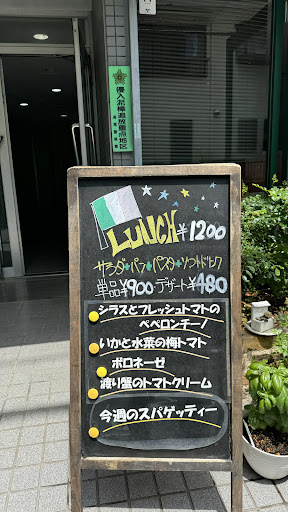 侵入犯罪追放重点地区
LUNCH ¥1200
サラダ+パン+パスタ+ソフトドリンク
単品¥900 デザート¥480
シラスとフレッシュトマトの
ペペロンチーノ
いかと水菜の梅トマト
ボロネーゼ
渡り蟹のトマトクリーム
今週のスパゲッティー